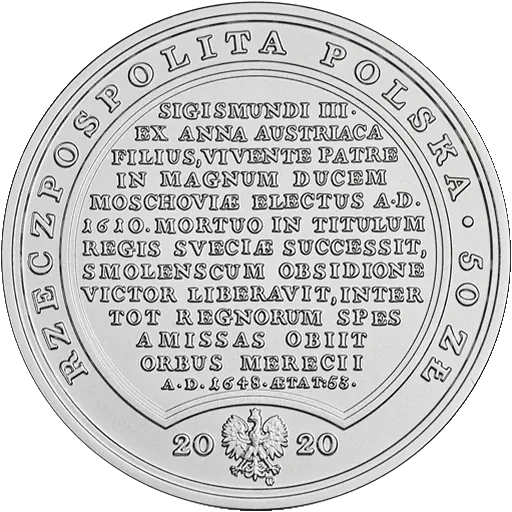 RZECZPOSPOLITA POLSKA · 50 ZŁ
SIGISMUNDI III·
EX ANNA AUSTRIACA
FILIUS, VIVENTE PATRE
IN MAGNUM DUCEM
MOSCHOVIÆ ELECTUS A.D.
1610. MORTUO IN TITULUM
REGIS SVECIÆ SUCCESSIT,
SMOLENSCUM OBSIDIONE
VICTOR LIBERAVIT, INTER
TOT REGNORUM SPES
AMISSAS OBIIT
ORBUS MERECII
A.D. 1648. ÆTAT: 53.
20 20